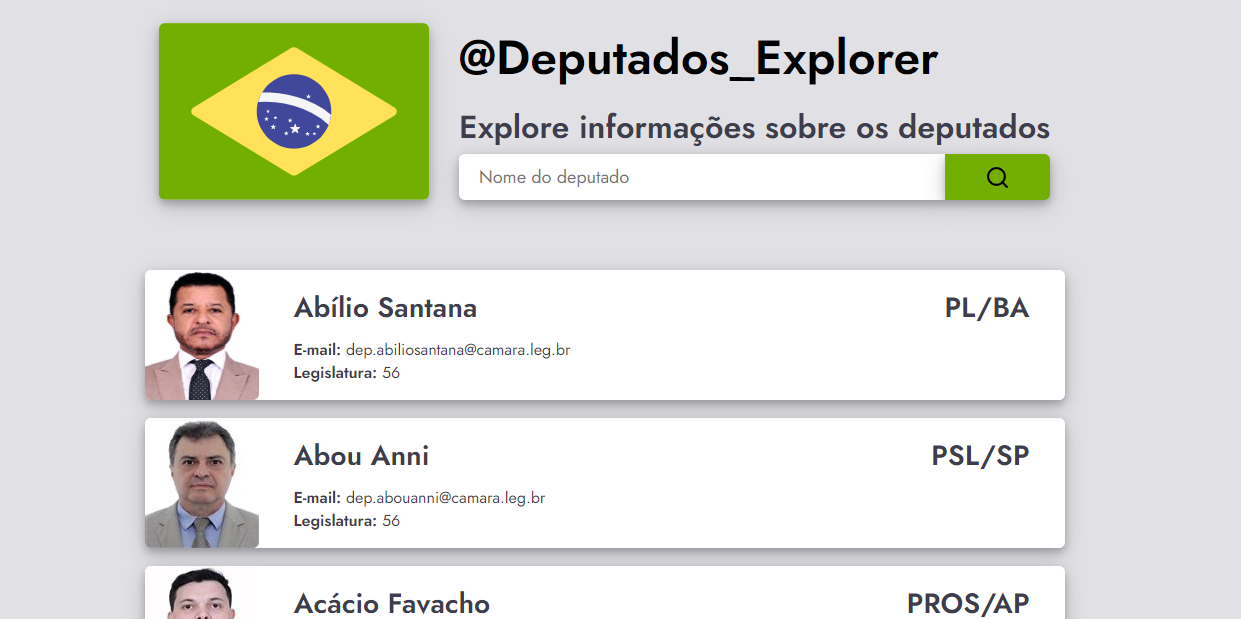 @Deputados_Explorer
Explore informações sobre os deputados
Nome do deputado
Abílio Santana
PL/BA
E-mail: dep.abiliosantana@camara.leg.br
Legislatura: 56
Abou Anni
PSL/SP
E-mail: dep.abouanni@camara.leg.br
Legislatura: 56
Acácio Favacho
PROS/AP